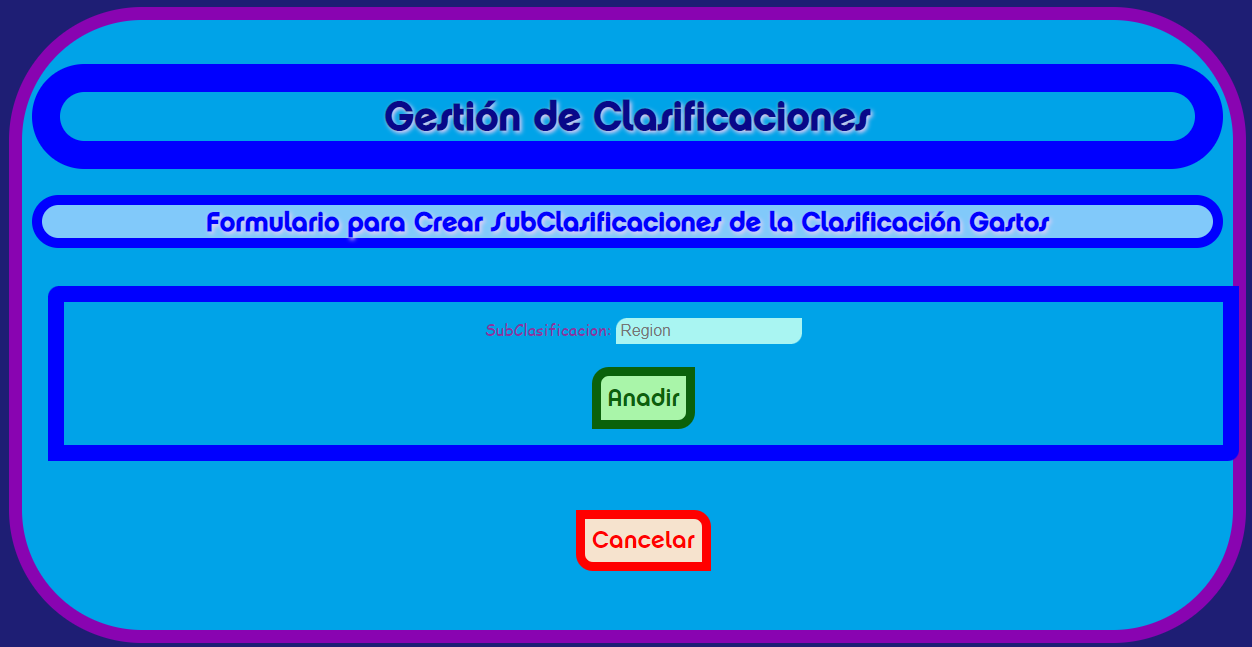 Gestión de Clasificaciones
Formulario para Crear SubClasificaciones de la Clasificación Gastos
SubClasificacion: Region
Anadir
Cancelar